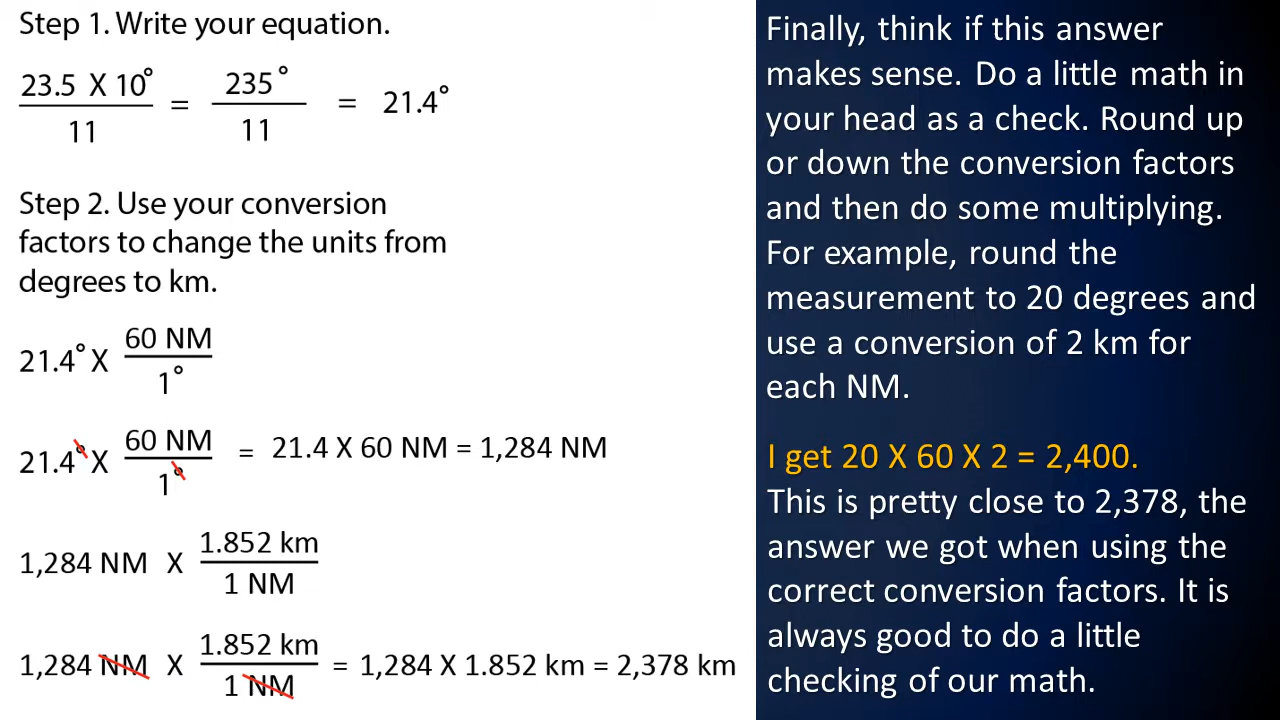 Step 1. Write your equation.
23.5 X 10°
11
=
235°
11
= 21.4°
Step 2. Use your conversion
factors to change the units from
degrees to km.
21.4° X
60 NM
1°
21.4° X
60 NM
1°
= 21.4 X 60 NM = 1,284 NM
1,284 NM X
1.852 km
1 NM
1,284 NM X
1.852 km
1 NM
= 1,284 X 1.852 km = 2,378 km
Finally, think if this answer
makes sense. Do a little math in
your head as a check. Round up
or down the conversion factors
and then do some multiplying.
For example, round the
measurement to 20 degrees and
use a conversion of 2 km for
each NM.
I get 20 X 60 X 2 = 2,400.
This is pretty close to 2,378, the
answer we got when using the
correct conversion factors. It is
always good to do a little
checking of our math.